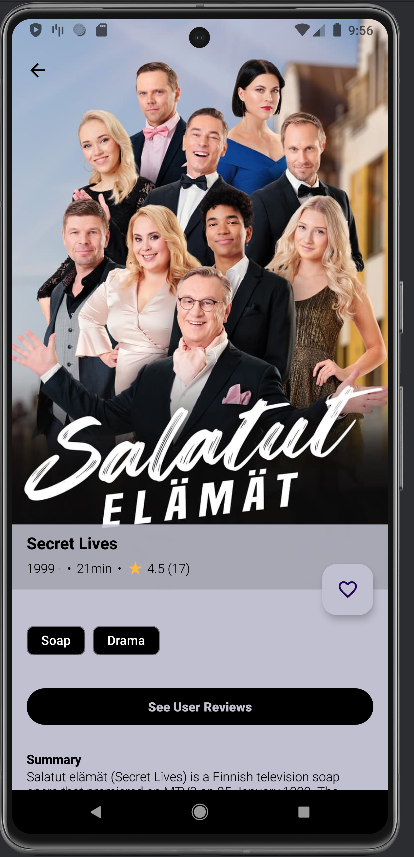 9:56
Salatut
ELÄMÄT
Secret Lives
1999 · • 21min • 4.5 (17)
Soap Drama
See User Reviews
Summary
Salatut elämät (Secret Lives) is a Finnish television soap